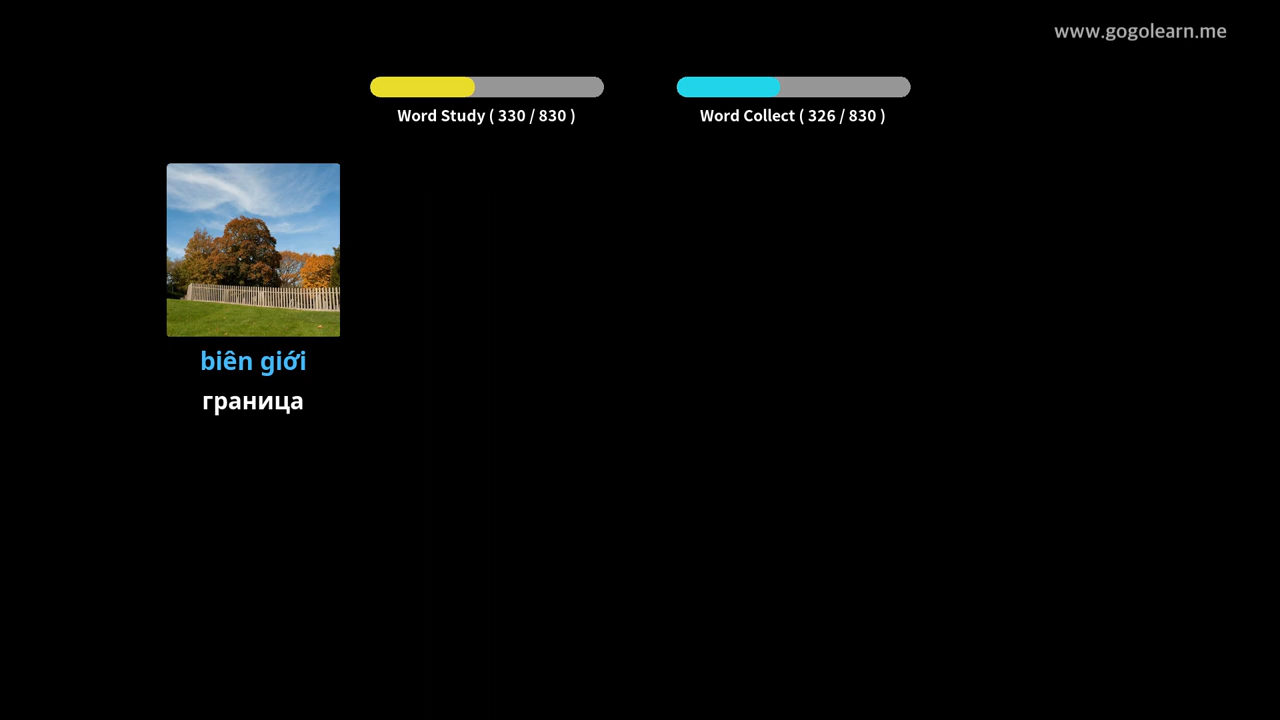 www.gogolearn.me
Word Study ( 330 / 830 )
Word Collect ( 326 / 830 )
biên giới
граница